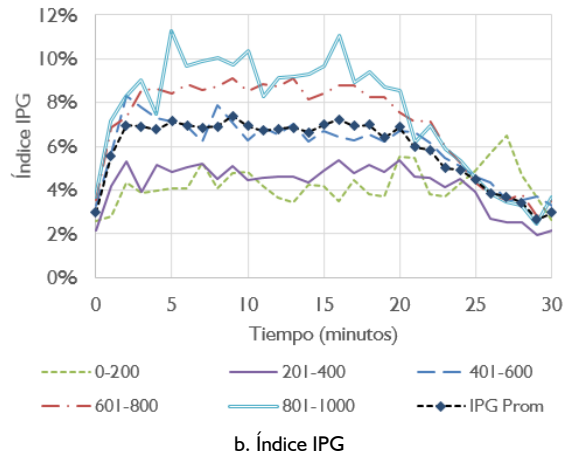 12%
10%
8%
6%
4%
2%
0%
Índice IPG
0 5 10 15 20 25 30
Tiempo (minutos)
0-200 201-400 401-600
601-800 801-1000 IPG Prom
b. Índice IPG